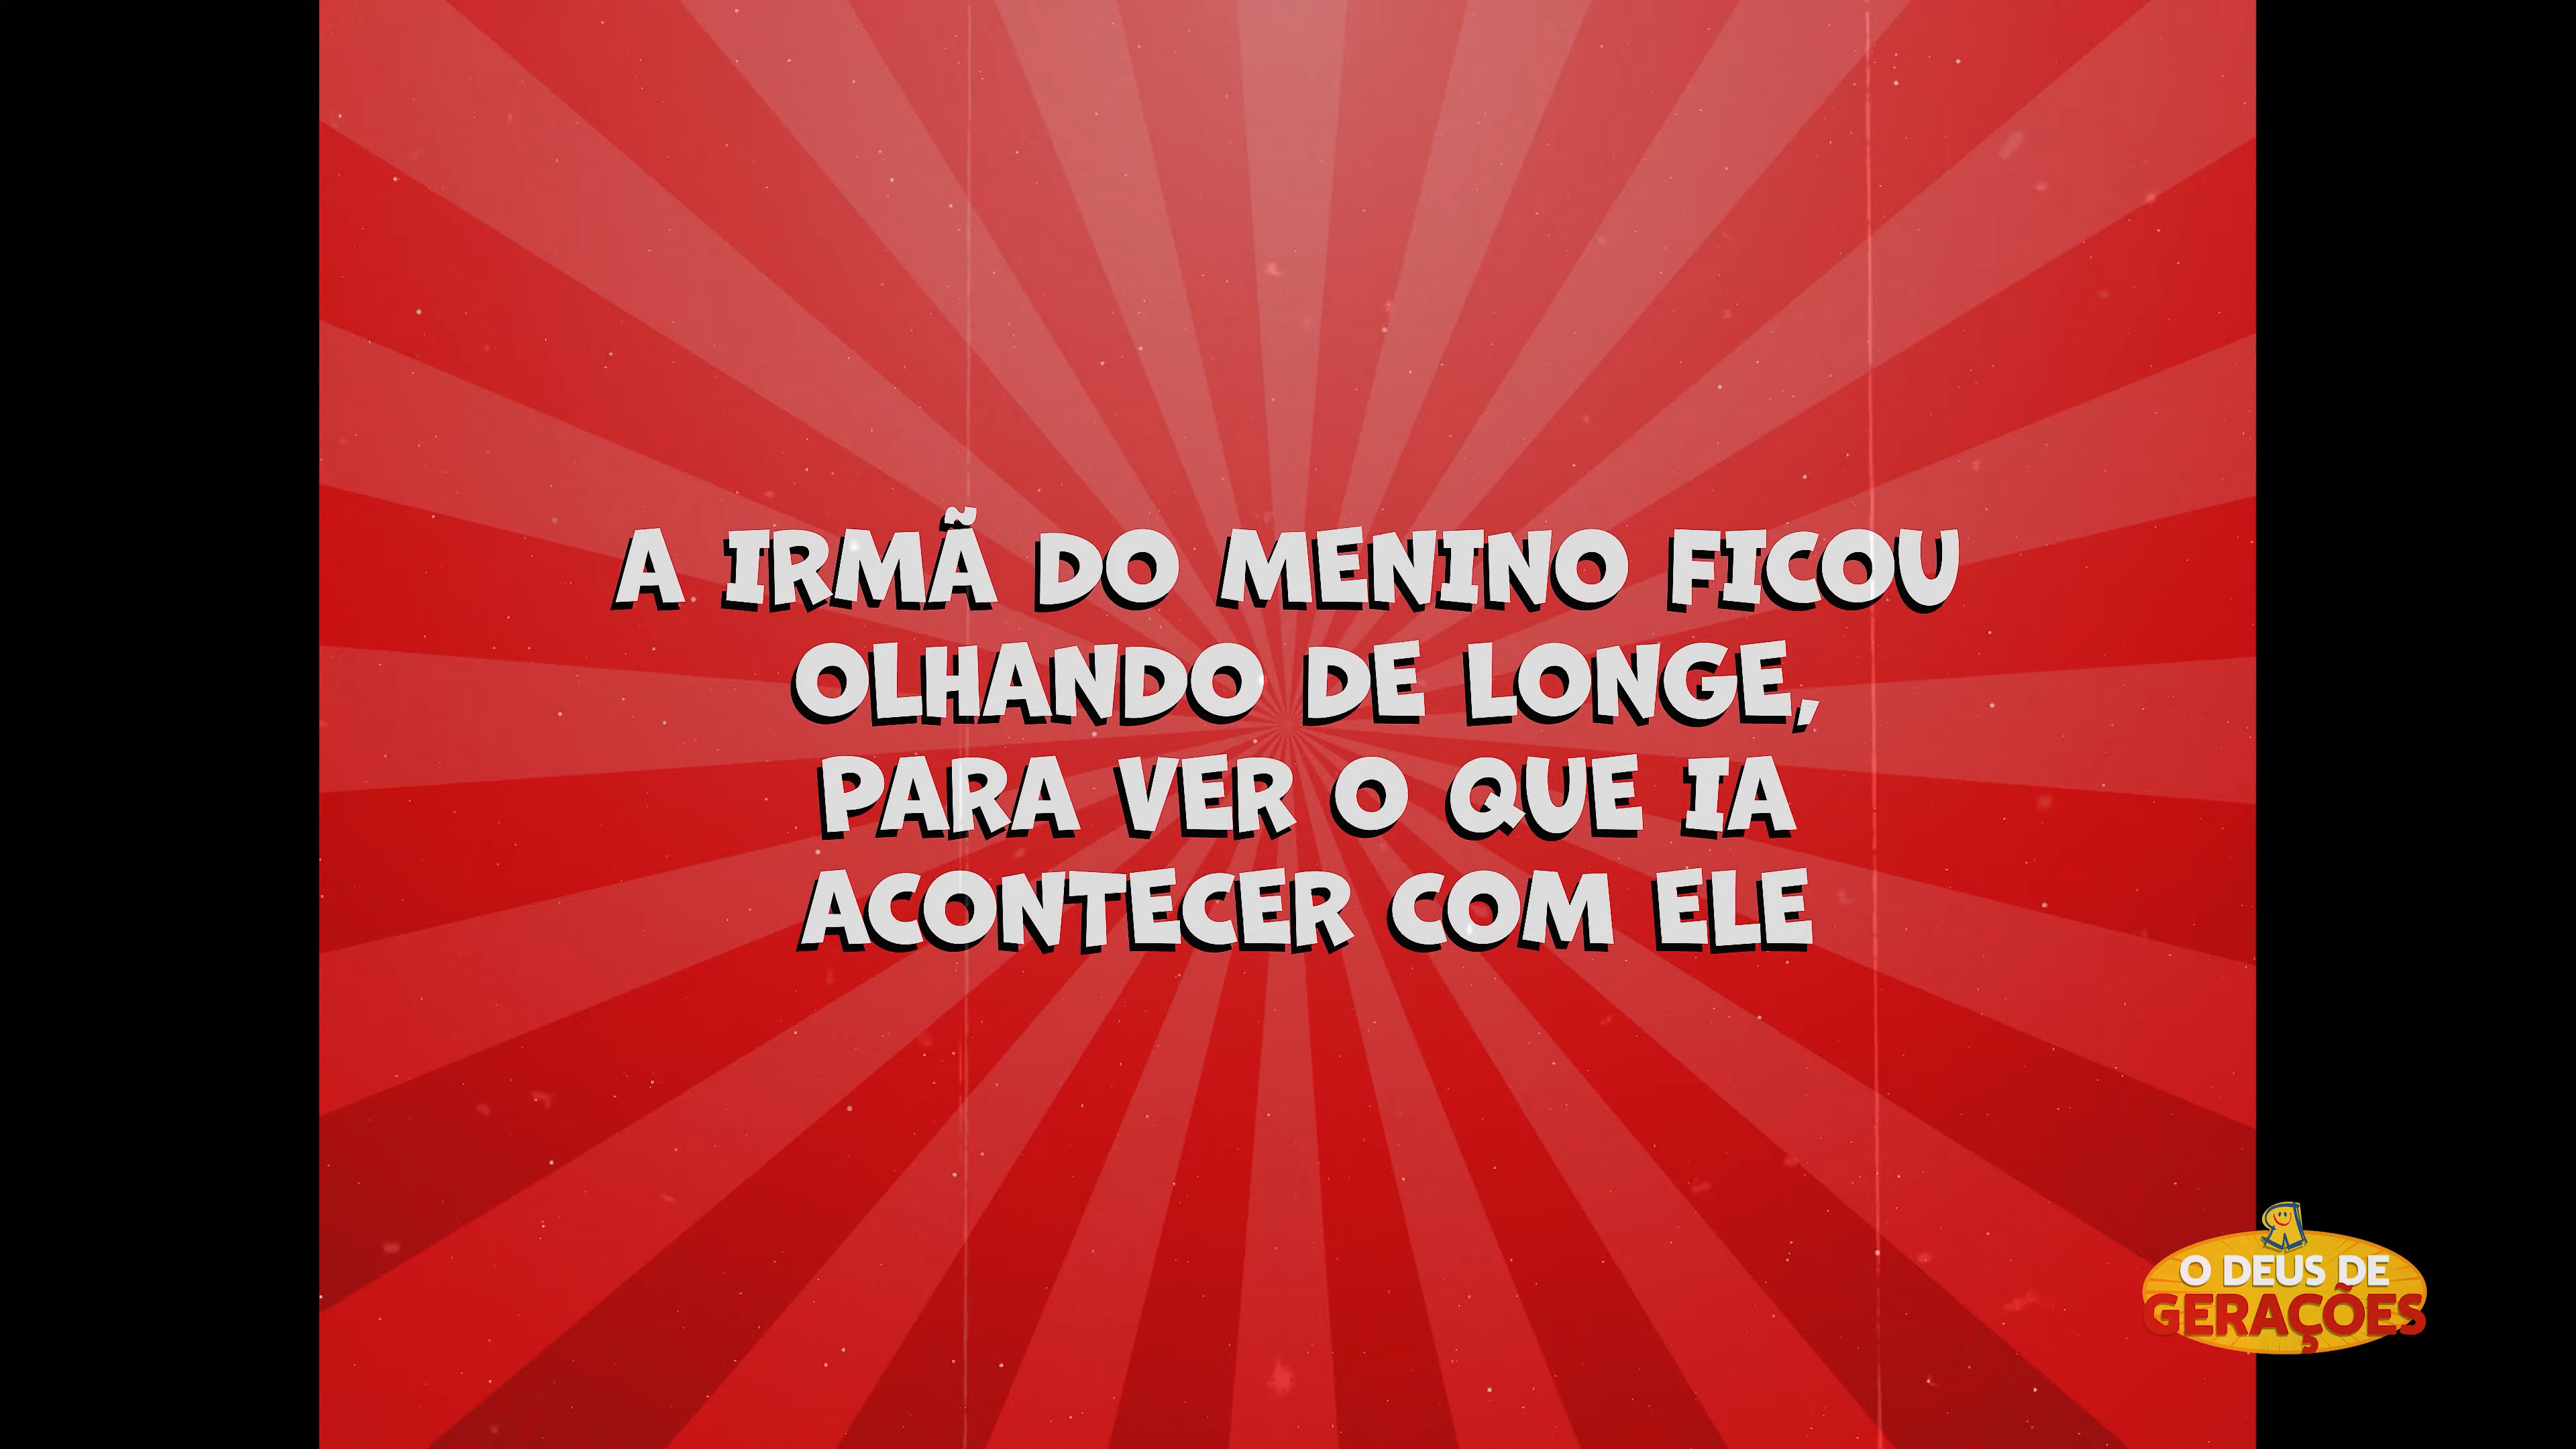 A IRMÃ DO MENINO FICOU
OLHANDO DE LONGE,
PARA VER O QUE IA
ACONTECER COM ELE
O DEUS DE
GERAÇÕES